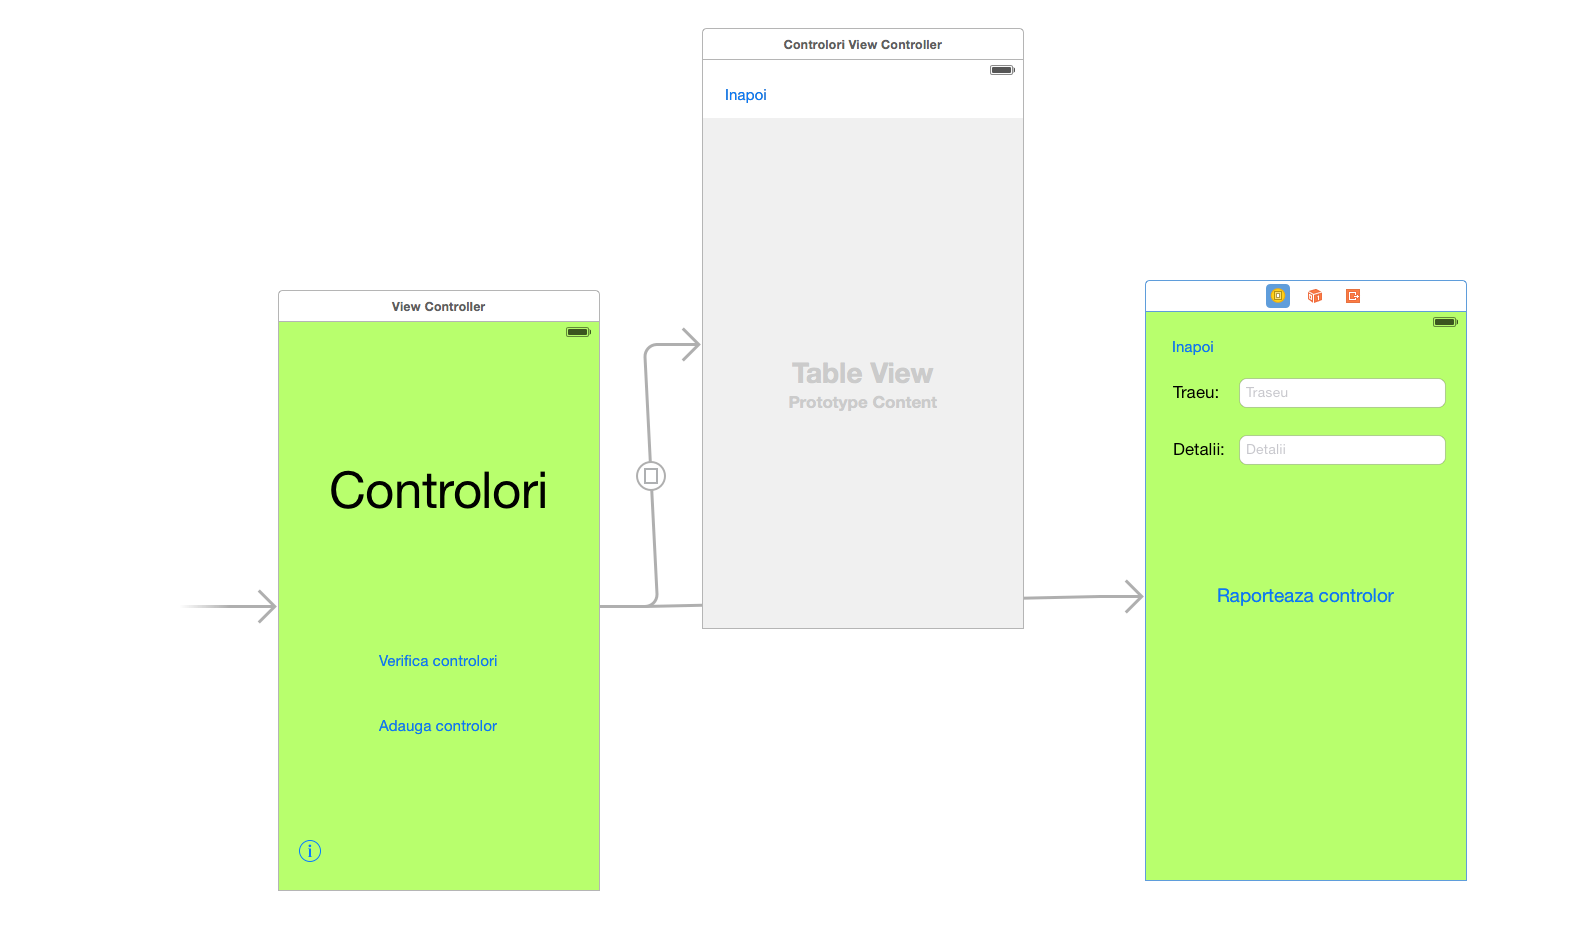 Controlori View Controller
Inapoi
Table View
Prototype Content
View Controller
Controlori
Verifica controlori
Adauga controlor
i
Inapoi
Traeu: Traseu
Detalii: Detalii
Raporteaza controlor